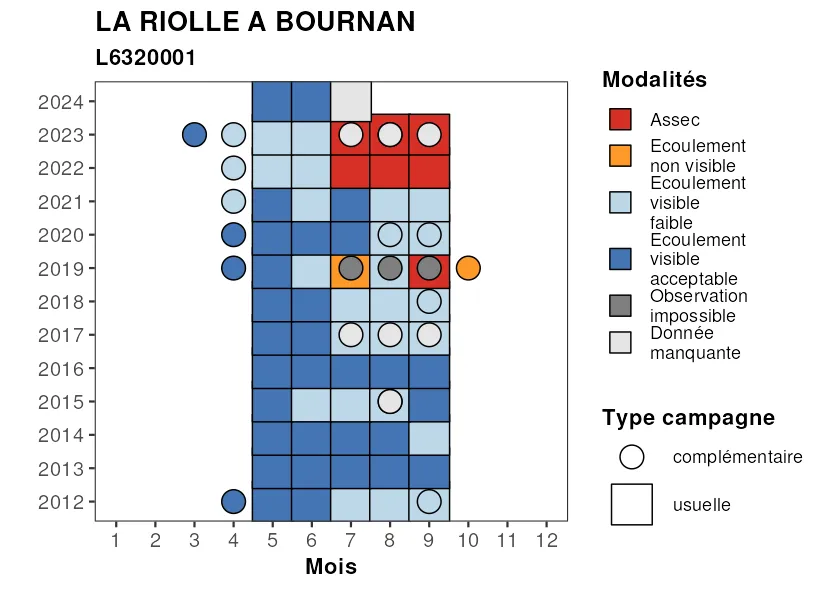 LA RIOLLE A BOURNAN
L6320001
2024
2023
2022
2021
2020
2019
2018
2017
2016
2015
2014
2013
2012
1 2 3 4 5 6 7 8 9 10 11 12
Mois
Modalités
Assec
Ecoulement
non visible
Ecoulement
visible
faible
Ecoulement
visible
acceptable
Observation
impossible
Donnée
manquante
Type campagne
complémentaire
usuelle